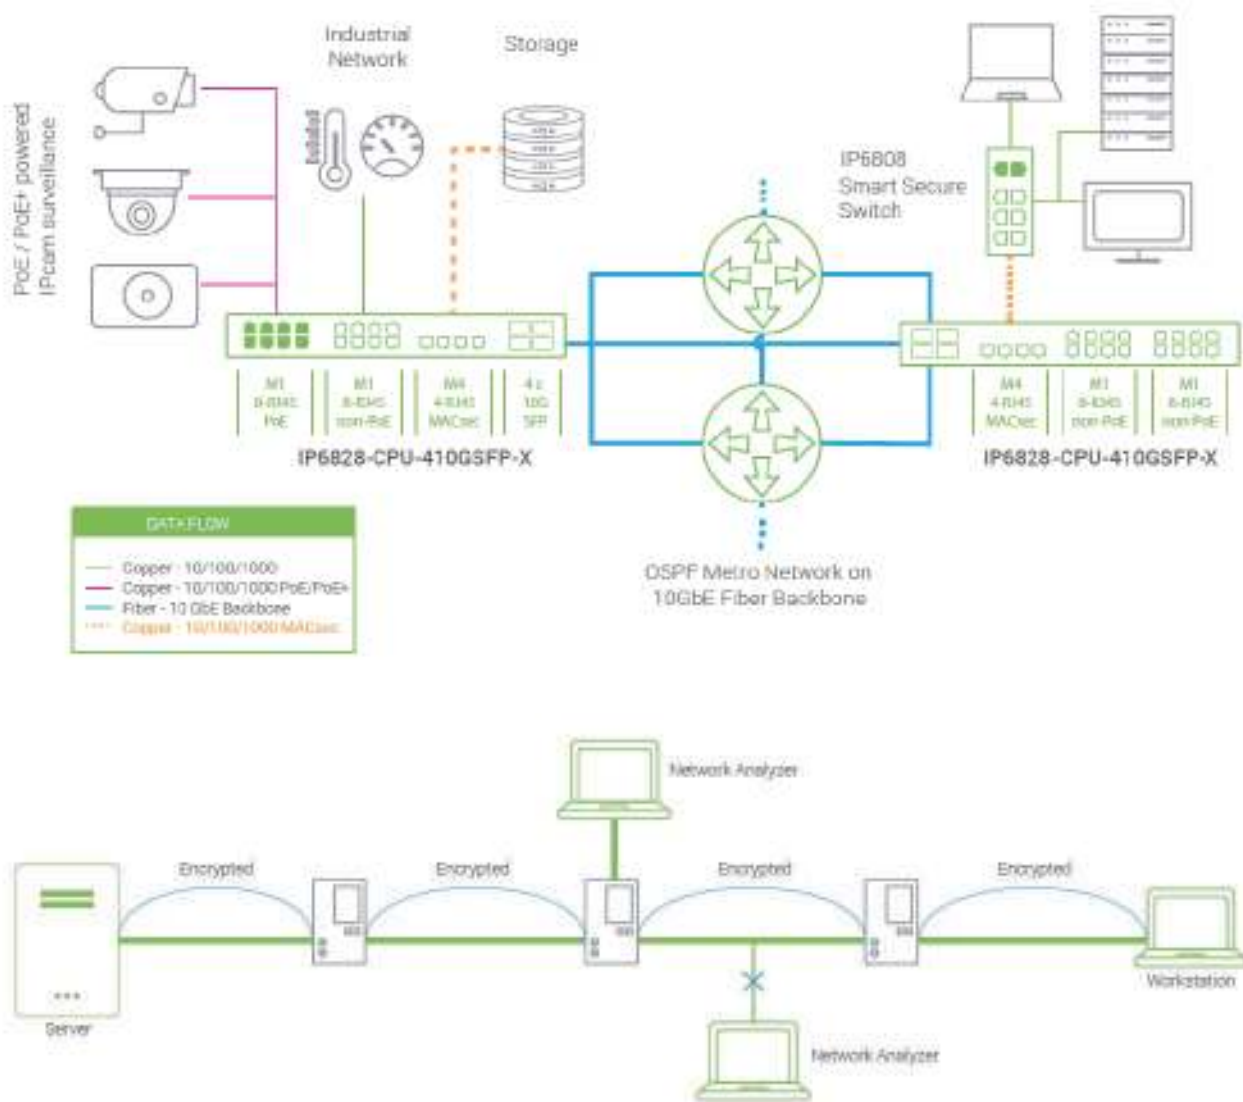 PoE / PoE+ powered
IPcam surveillance
Industrial
Network
Storage
IP6808
Smart Secure
Switch
M1
8-RJ45
PoE
M1
8-RJ45
non-PoE
M4
4-RJ45
MACsec
4 x
10G
SFP
IP6828-CPU-410GSFP-X
M4
4-RJ45
MACsec
M1
8-RJ45
non-PoE
M1
8-RJ45
non-PoE
IP6828-CPU-410GSFP-X
DATA FLOW
Copper - 10/100/1000
Copper - 10/100/1000 PoE/PoE+
Fiber - 10 GbE Backbone
Copper - 10/100/1000 MACsec
OSPF Metro Network on
10GbE Fiber Backbone
Network Analyzer
Encrypted
Encrypted
Encrypted
Encrypted
Server
Workstation
Network Analyzer